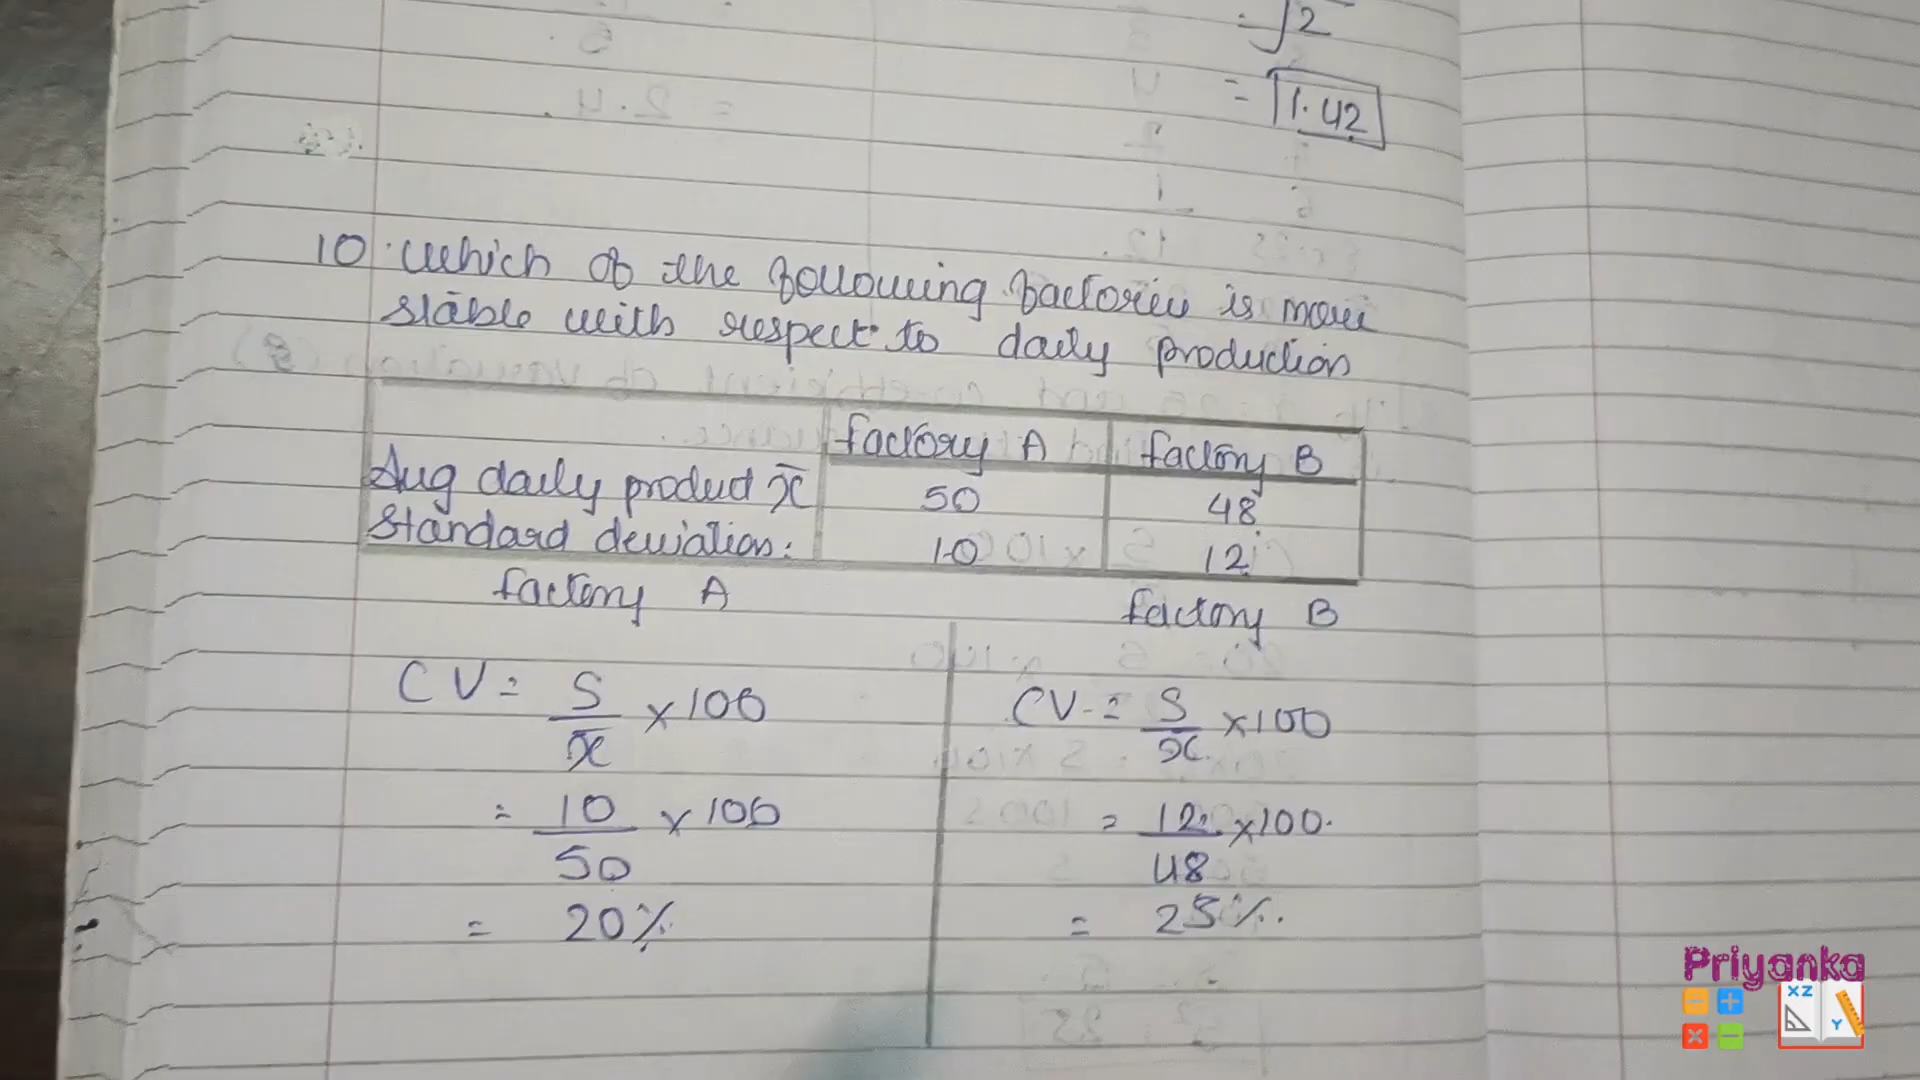 = √2
= 1.42
10. Which of the following factories is more
stable with respect to daily production
factory A factory B
Avg daily product x̄ 50 48
Standard deviation: 10 12
factory A factory B
CV = S/x̄ ×100 CV = S/x̄ ×100
= 10/50 ×100 = 12/48 ×100.
= 20% = 25%.
Priyanka
XZ
Y